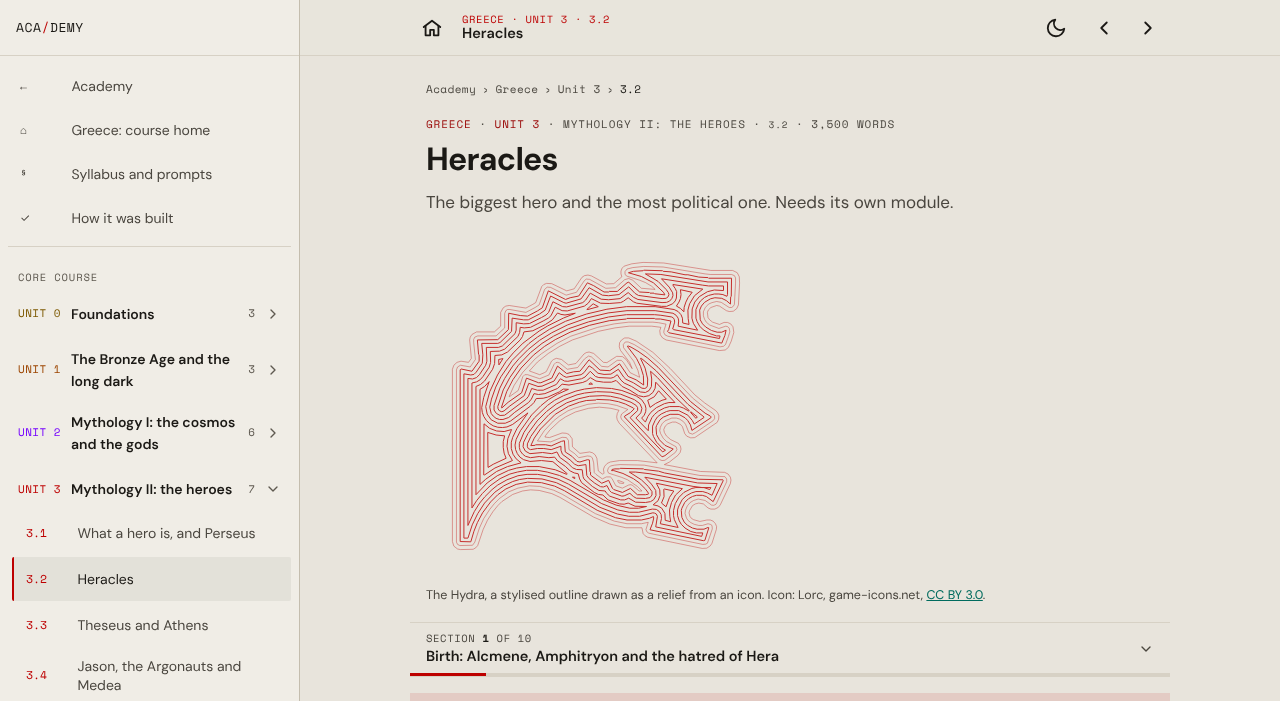 ACA/DEMY
← Academy
⌂ Greece: course home
§ Syllabus and prompts
✓ How it was built
CORE COURSE
UNIT 0 Foundations 3
UNIT 1 The Bronze Age and the long dark 3
UNIT 2 Mythology I: the cosmos and the gods 6
UNIT 3 Mythology II: the heroes 7
3.1 What a hero is, and Perseus
3.2 Heracles
3.3 Theseus and Athens
3.4 Jason, the Argonauts and Medea
GREECE · UNIT 3 · 3.2
Heracles
Academy › Greece › Unit 3 › 3.2
GREECE · UNIT 3 · MYTHOLOGY II: THE HEROES · 3.2 · 3,500 WORDS
Heracles
The biggest hero and the most political one. Needs its own module.
The Hydra, a stylised outline drawn as a relief from an icon. Icon: Lorc, game-icons.net, CC BY 3.0.
SECTION 1 OF 10
Birth: Alcmene, Amphitryon and the hatred of Hera